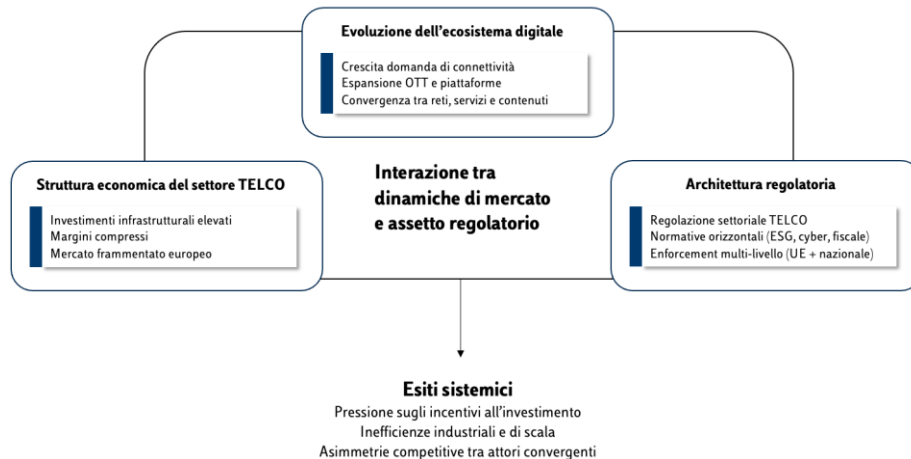 Evoluzione dell'ecosistema digitale
Crescita domanda di connettività
Espansione OTT e piattaforme
Convergenza tra reti, servizi e contenuti
Struttura economica del settore TELCO
Investimenti infrastrutturali elevati
Margini compressi
Mercato frammentato europeo
Interazione tra
dinamiche di mercato
e assetto regolatorio
Architettura regolatoria
Regolazione settoriale TELCO
Normative orizzontali (ESG, cyber, fiscale)
Enforcement multi-livello (UE + nazionale)
Esiti sistemici
Pressione sugli incentivi all'investimento
Inefficienze industriali e di scala
Asimmetrie competitive tra attori convergenti